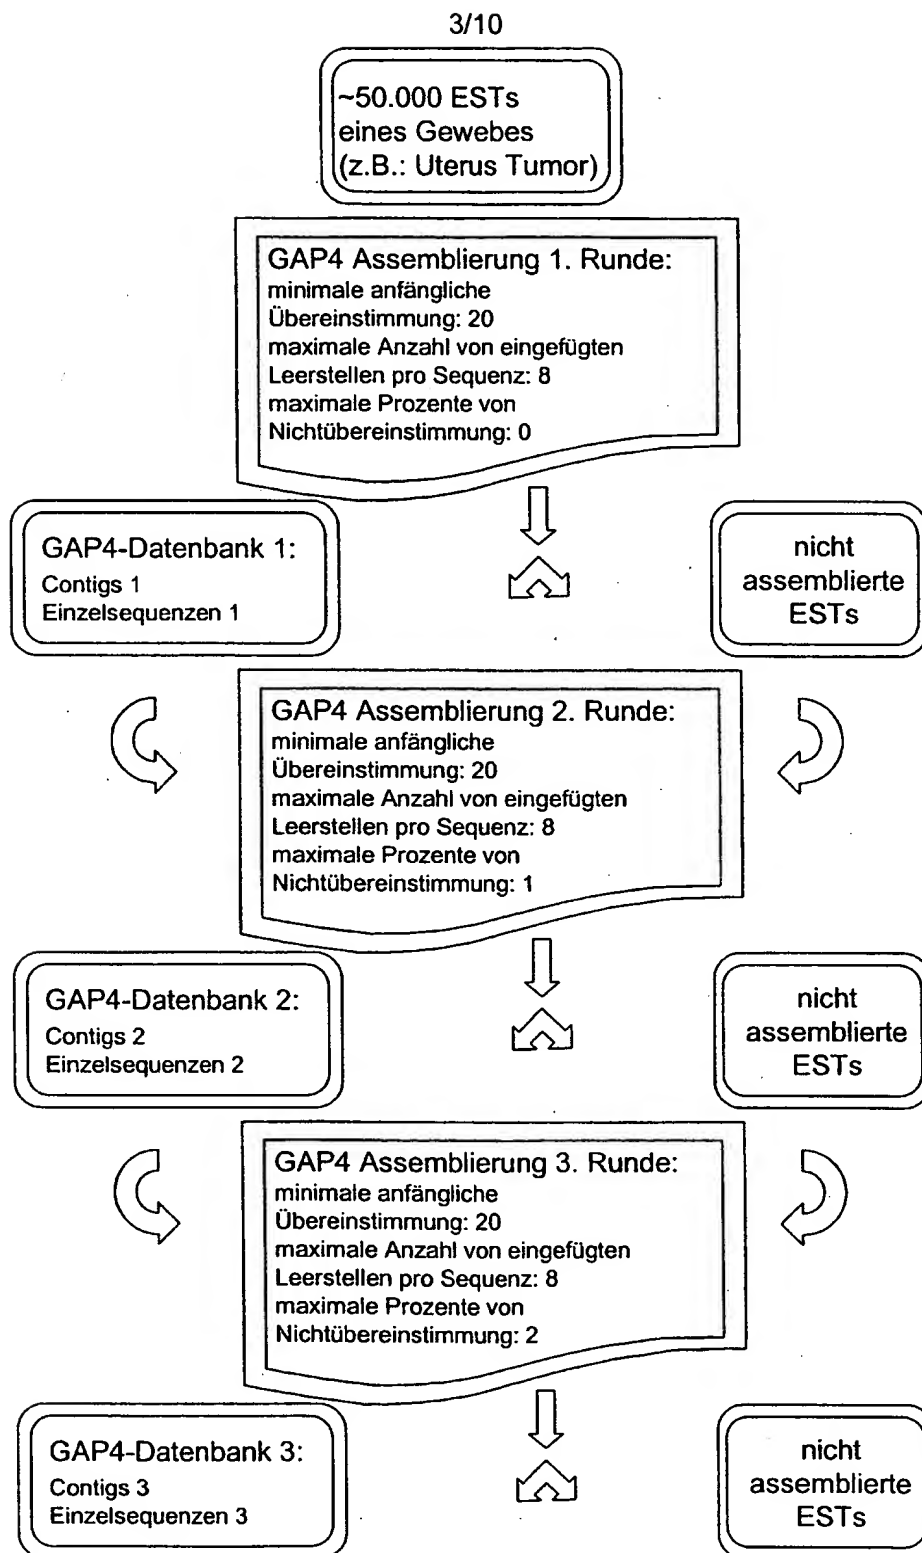 3/10
~50.000 ESTs
eines Gewebes
(z.B.: Uterus Tumor)
GAP4 Assemblierung 1. Runde:
minimale anfängliche
Übereinstimmung: 20
maximale Anzahl von eingefügten
Leerstellen pro Sequenz: 8
maximale Prozente von
Nichtübereinstimmung: 0
GAP4-Datenbank 1:
Contigs 1
Einzelsequenzen 1
nicht
assemblierte
ESTs
GAP4 Assemblierung 2. Runde:
minimale anfängliche
Übereinstimmung: 20
maximale Anzahl von eingefügten
Leerstellen pro Sequenz: 8
maximale Prozente von
Nichtübereinstimmung: 1
GAP4-Datenbank 2:
Contigs 2
Einzelsequenzen 2
nicht
assemblierte
ESTs
GAP4 Assemblierung 3. Runde:
minimale anfängliche
Übereinstimmung: 20
maximale Anzahl von eingefügten
Leerstellen pro Sequenz: 8
maximale Prozente von
Nichtübereinstimmung: 2
GAP4-Datenbank 3:
Contigs 3
Einzelsequenzen 3
nicht
assemblierte
ESTs